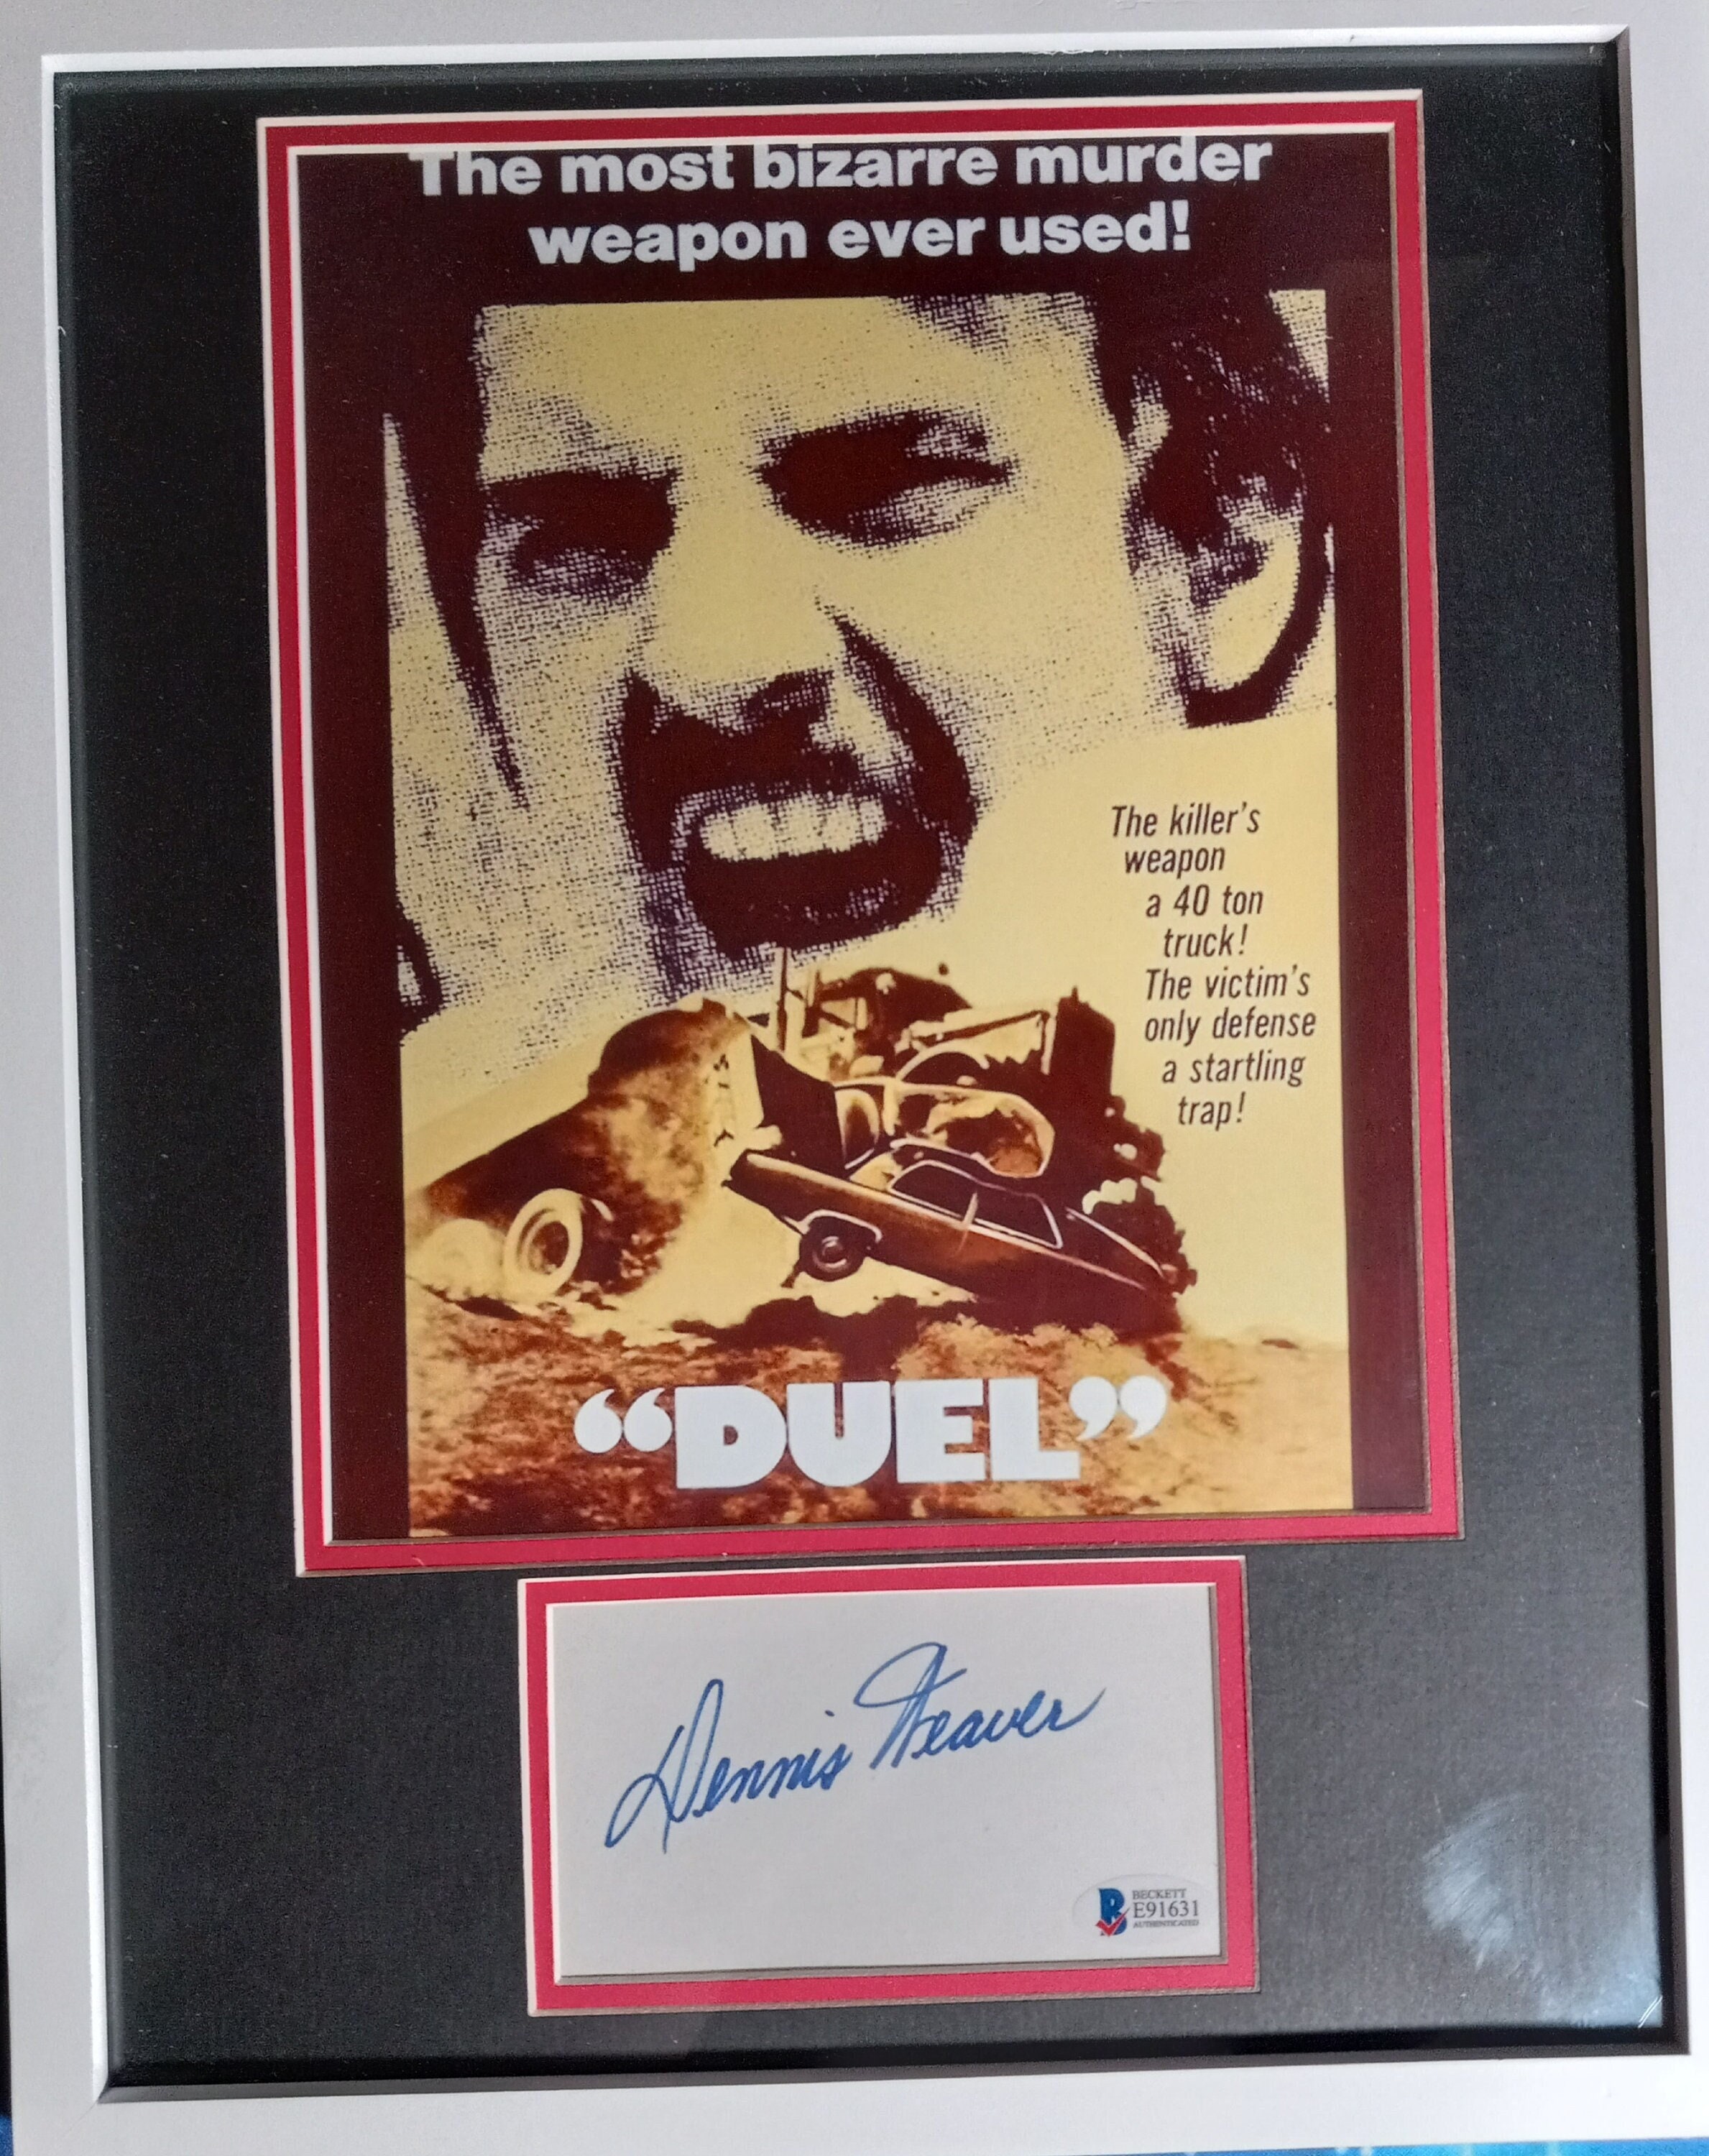 The most bizarre murder
weapon ever used!
The killer's
weapon
a 40 ton
truck!
The victim's
only defense
a startling
trap!
“DUEL”
Dennis Weaver
BECKETT
E91631
AUTHENTICATED